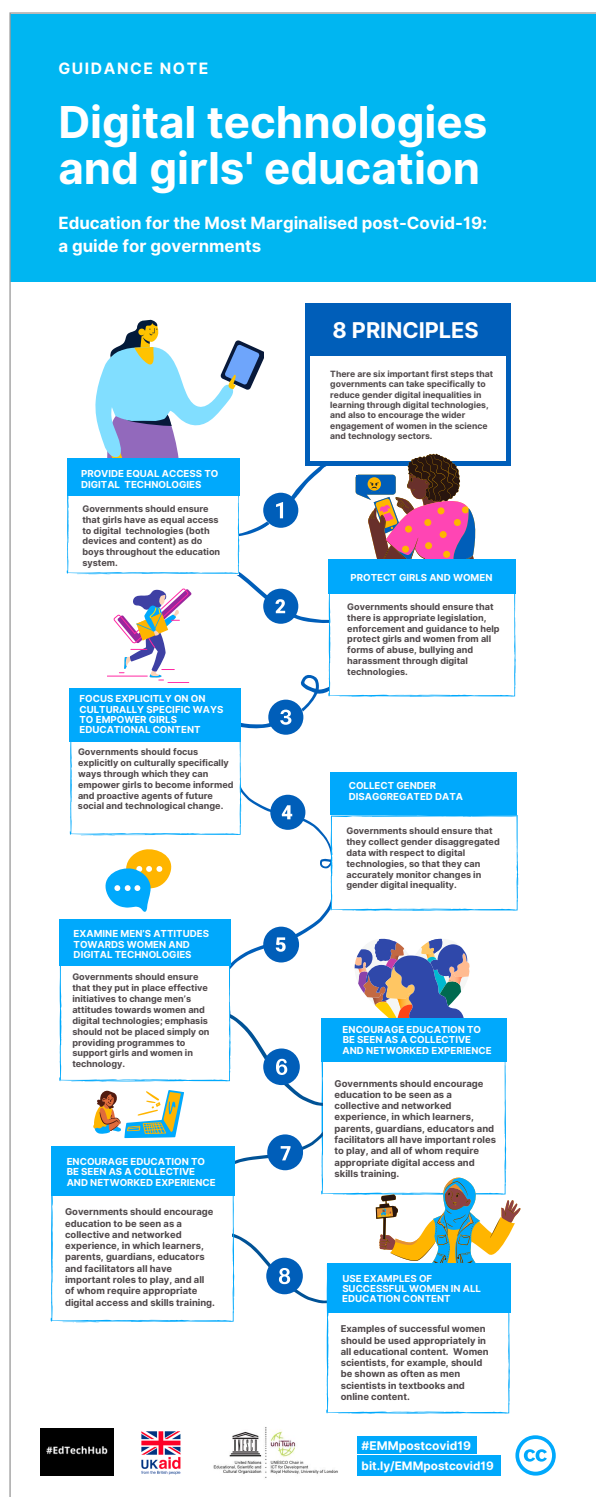 GUIDANCE NOTE
Digital technologies
and girls' education
Education for the Most Marginalised post-Covid-19:
a guide for governments
8 PRINCIPLES
There are six important first steps that
governments can take specifically to
reduce gender digital inequalities in
learning through digital technologies,
and also to encourage the wider
engagement of women in the science
and technology sectors.
1
PROVIDE EQUAL ACCESS TO
DIGITAL TECHNOLOGIES
Governments should ensure
that girls have as equal access
to digital technologies (both
devices and content) as do
boys throughout the education
system.
2
PROTECT GIRLS AND WOMEN
Governments should ensure that
there is appropriate legislation,
enforcement and guidance to help
protect girls and women from all
forms of abuse, bullying and
harassment through digital
technologies.
3
FOCUS EXPLICITLY ON ON
CULTURALLY SPECIFIC WAYS
TO EMPOWER GIRLS
EDUCATIONAL CONTENT
Governments should focus
explicitly on culturally specifically
ways through which they can
empower girls to become informed
and proactive agents of future
social and technological change.
4
COLLECT GENDER
DISAGGREGATED DATA
Governments should ensure that
they collect gender disaggregated
data with respect to digital
technologies, so that they can
accurately monitor changes in
gender digital inequality.
5
EXAMINE MEN'S ATTITUDES
TOWARDS WOMEN AND
DIGITAL TECHNOLOGIES
Governments should ensure
that they put in place effective
initiatives to change men's
attitudes towards women and
digital technologies; emphasis
should not be placed simply on
providing programmes to
support girls and women in
technology.
6
ENCOURAGE EDUCATION TO
BE SEEN AS A COLLECTIVE
AND NETWORKED EXPERIENCE
Governments should encourage
education to be seen as a
collective and networked
experience, in which learners,
parents, guardians, educators and
facilitators all have important roles
to play, and all of whom require
appropriate digital access and
skills training.
7
ENCOURAGE EDUCATION TO
BE SEEN AS A COLLECTIVE
AND NETWORKED EXPERIENCE
Governments should encourage
education to be seen as a
collective and networked
experience, in which learners,
parents, guardians, educators
and facilitators all have
important roles to play, and all
of whom require appropriate
digital access and skills training.
8
USE EXAMPLES OF
SUCCESSFUL WOMEN IN ALL
EDUCATION CONTENT
Examples of successful women
should be used appropriately in
all educational content. Women
scientists, for example, should
be shown as often as men
scientists in textbooks and
online content.
#EdTechHub
UKaid
from the British people
United Nations
Educational, Scientific and
Cultural Organization
uniTwin
UNESCO Chair in
ICT for Development
Royal Holloway, University of London
#EMMpostcovid19
bit.ly/EMMpostcovid19
cc